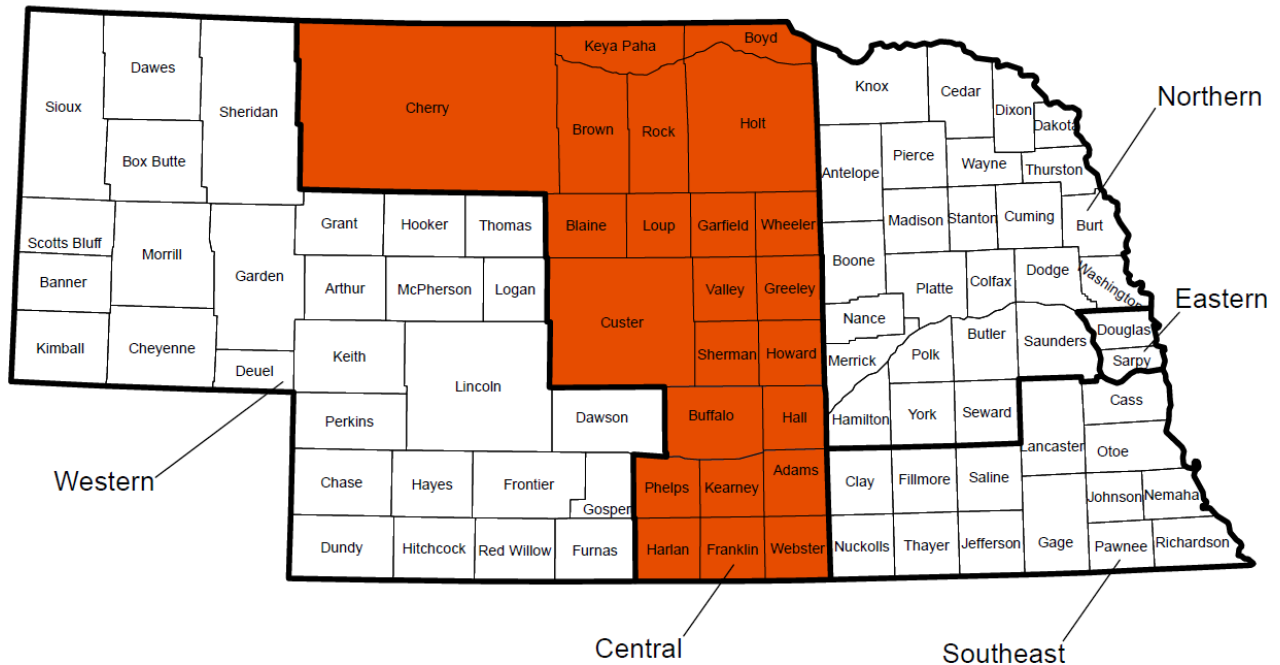 Boyd
Keya Paha
Dawes
Knox
Cedar
Sioux
Cherry
Sheridan
Dixon
Northern
Brown
Rock
Holt
Dakota
Box Butte
Pierce
Wayne
Thurston
Antelope
Grant
Hooker
Thomas
Blaine
Loup
Garfield
Wheeler
Madison
Stanton
Cuming
Burt
Scotts Bluff
Morrill
Boone
Garden
Banner
Arthur
McPherson
Logan
Valley
Greeley
Platte
Colfax
Dodge
Washington
Eastern
Custer
Nance
Douglas
Kimball
Cheyenne
Keith
Sherman
Howard
Merrick
Polk
Butler
Saunders
Sarpy
Deuel
Lincoln
Perkins
Dawson
Buffalo
Hall
Hamilton
York
Seward
Cass
Lancaster
Otoe
Western
Chase
Hayes
Frontier
Gosper
Phelps
Kearney
Adams
Clay
Fillmore
Saline
Johnson
Nemaha
Dundy
Hitchcock
Red Willow
Furnas
Harlan
Franklin
Webster
Nuckolls
Thayer
Jefferson
Gage
Pawnee
Richardson
Central
Southeast